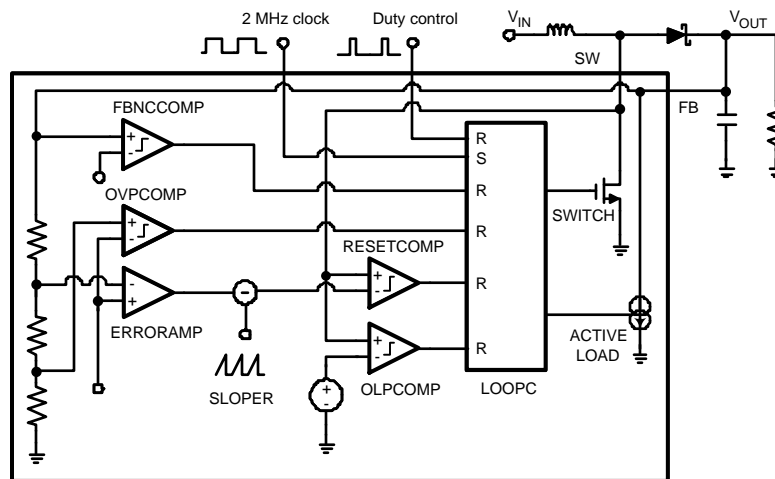 2 MHz clock
Duty control
VIN
VOUT
SW
FB
FBNCCOMP
+
-
R
S
OVPCOMP
R
SWITCH
+
-
R
RESETCOMP
-
+
-
+
-
R
ERRORAMP
ACTIVE
LOAD
+
-
R
SLOPER
OLPCOMP
LOOPC
+
-